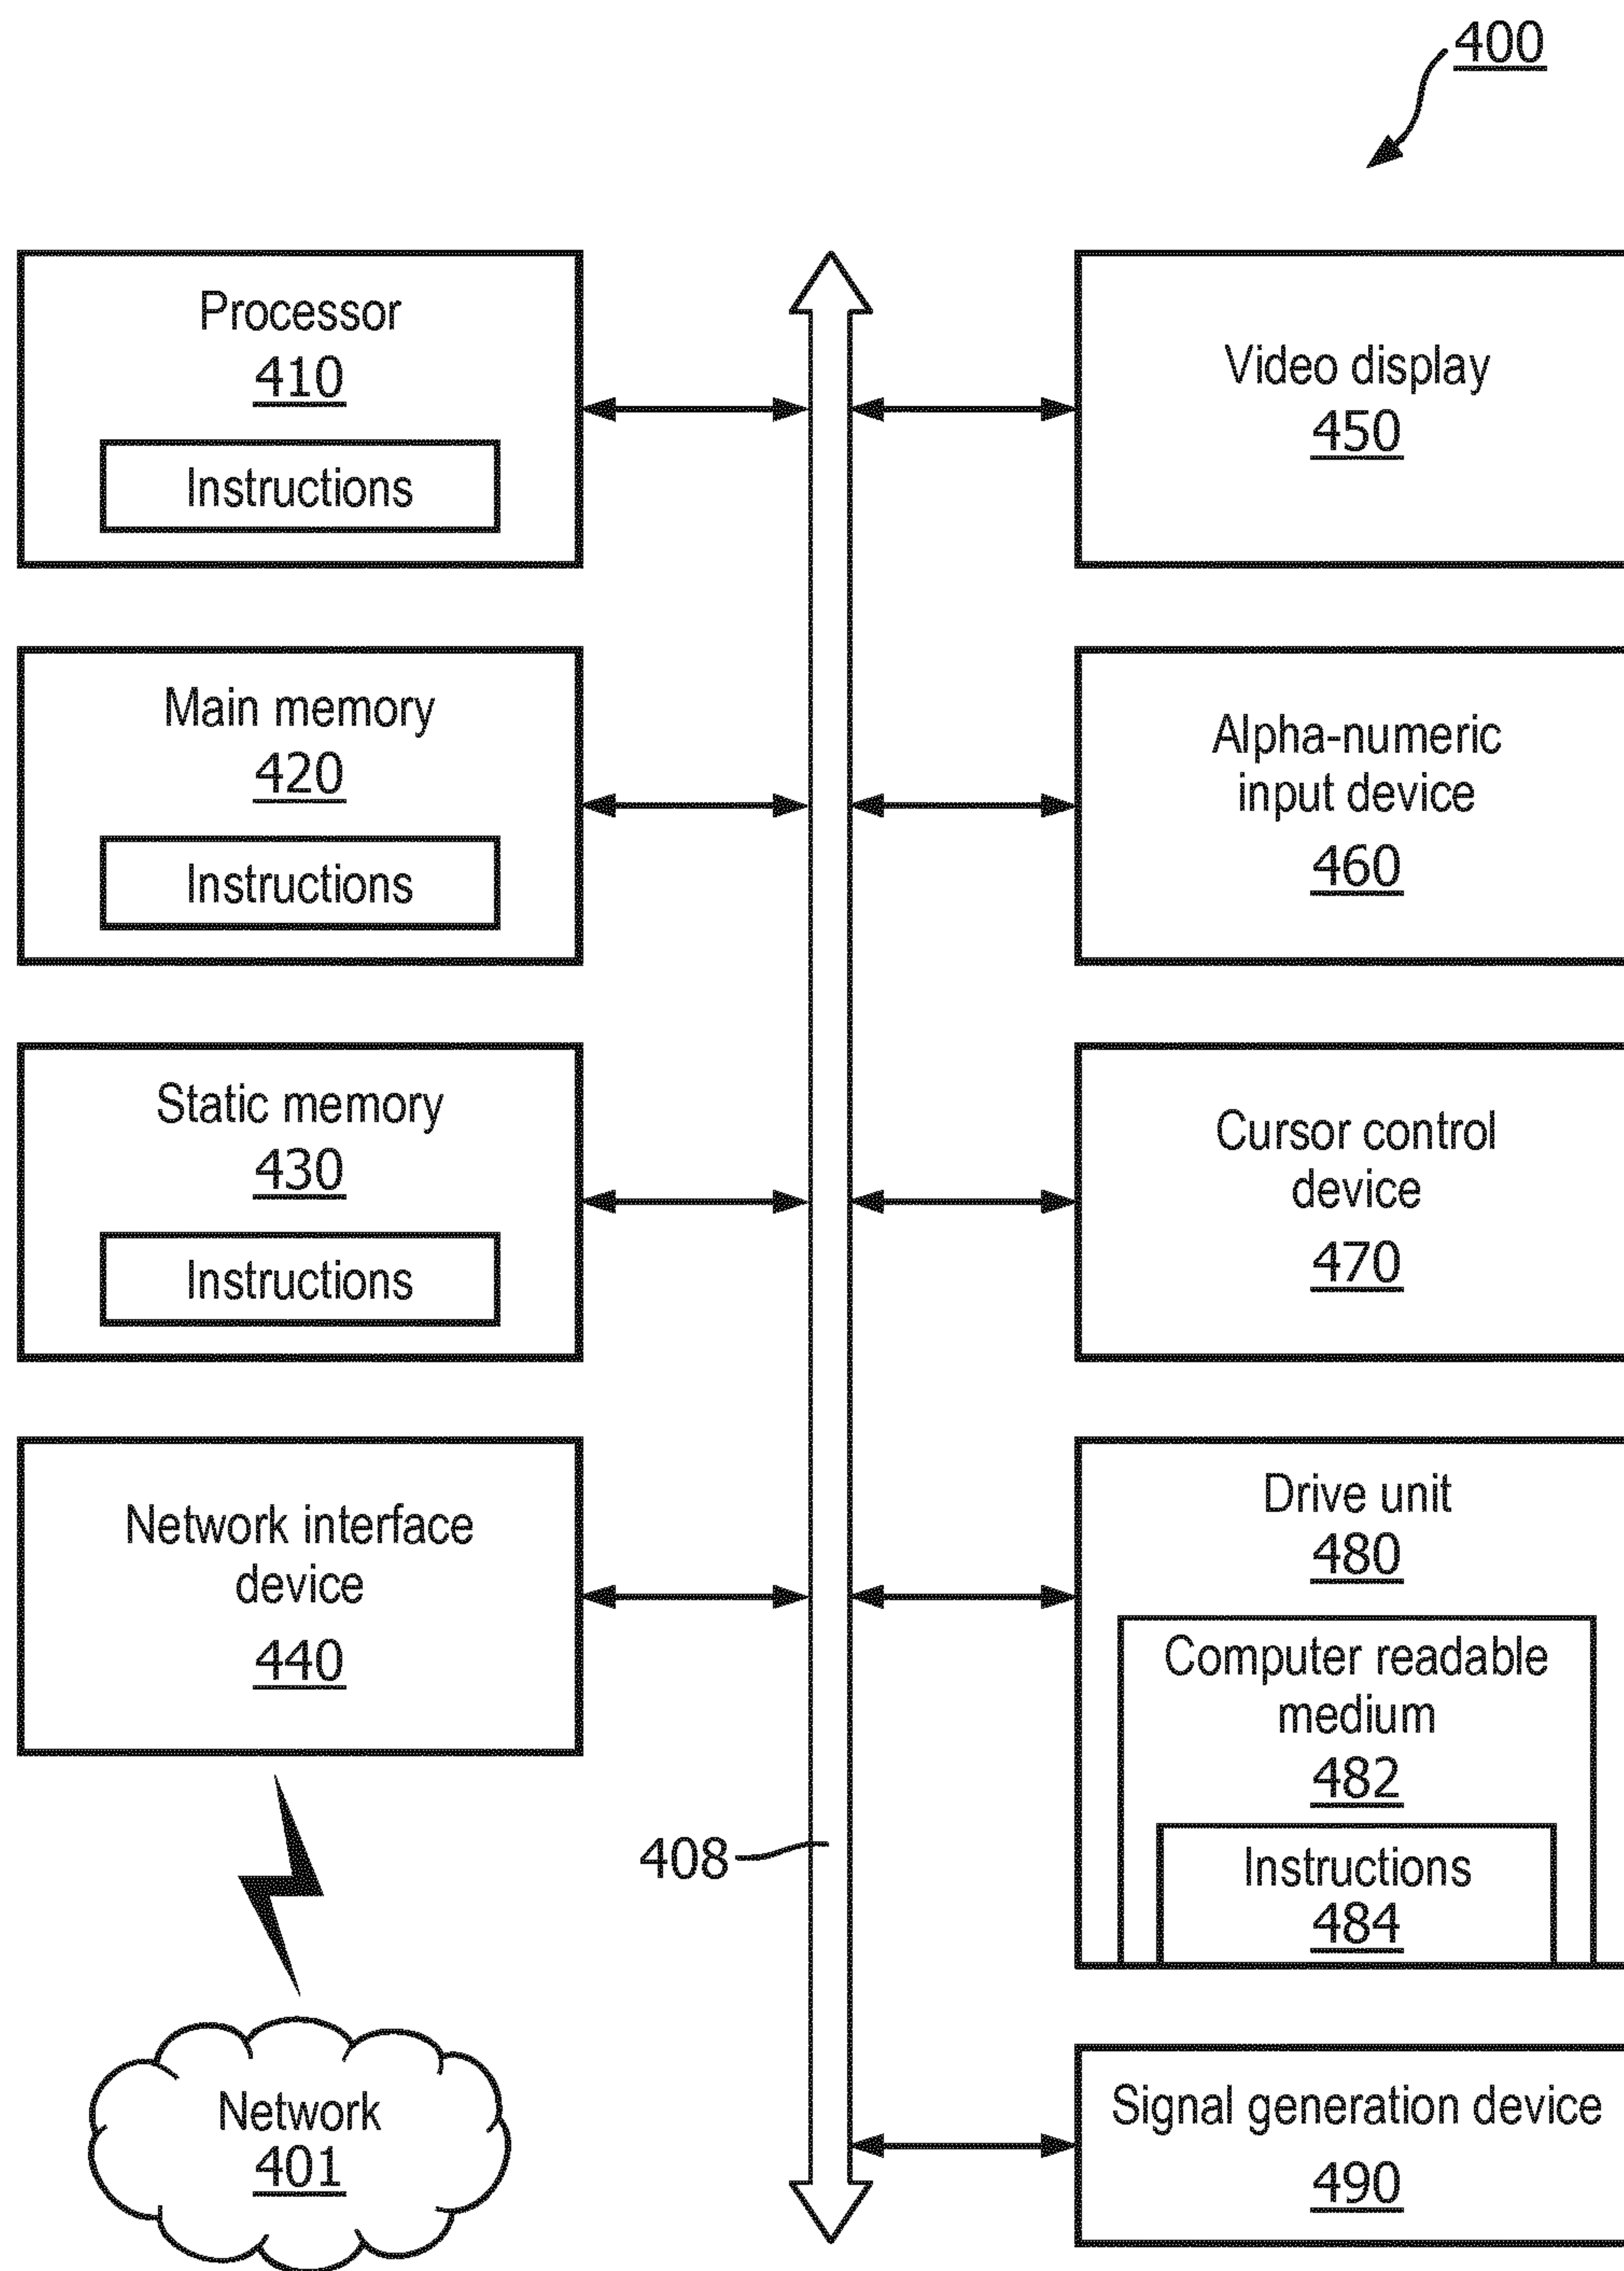 400
Processor
410
Instructions
Video display
450
Main memory
420
Instructions
Alpha-numeric
input device
460
Static memory
430
Instructions
Cursor control
device
470
Network interface
device
440
Drive unit
480
Computer readable
medium
482
Instructions
484
408
Network
401
Signal generation device
490